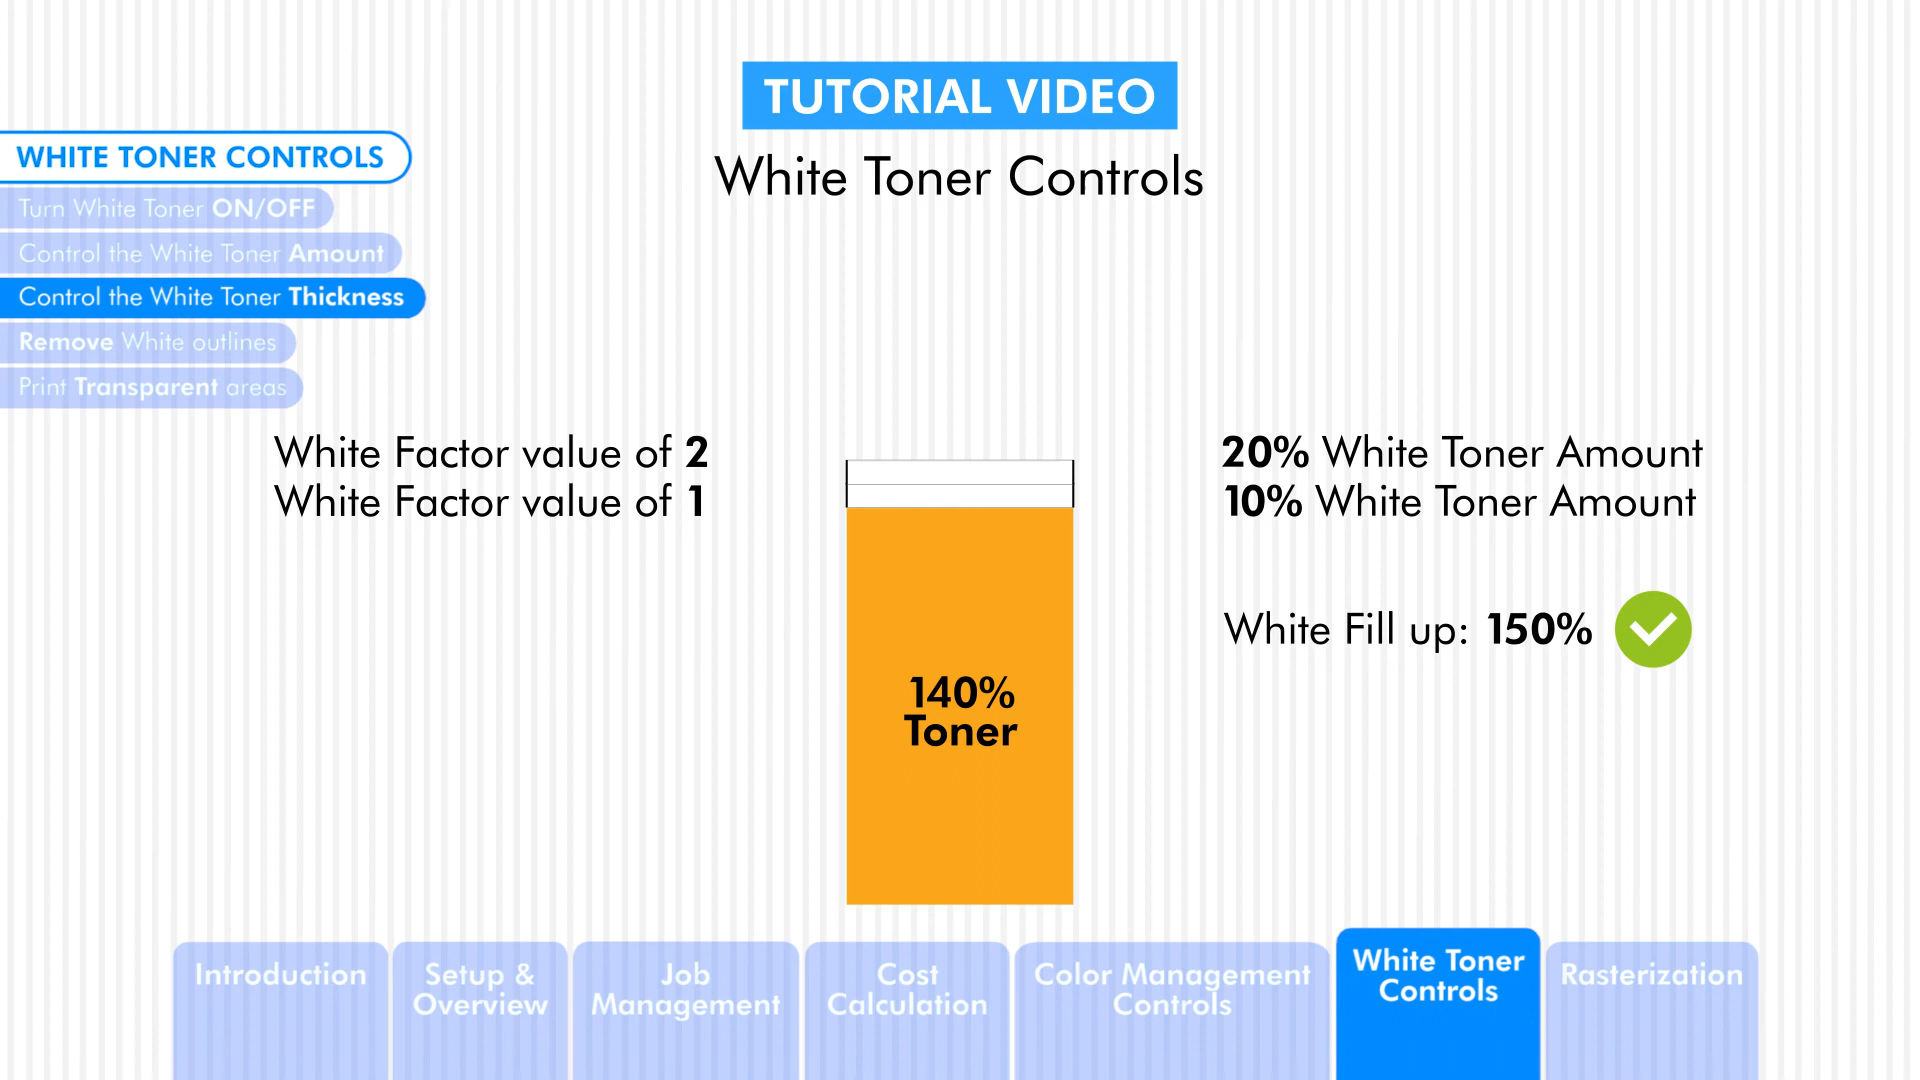 TUTORIAL VIDEO
White Toner Controls
WHITE TONER CONTROLS
Turn White Toner ON/OFF
Control the White Toner Amount
Control the White Toner Thickness
Remove White outlines
Print Transparent areas
White Factor value of 2
White Factor value of 1
20% White Toner Amount
10% White Toner Amount
White Fill up: 150%
140%
Toner
Introduction
Setup &
Overview
Job
Management
Cost
Calculation
Color Management
Controls
White Toner
Controls
Rasterization